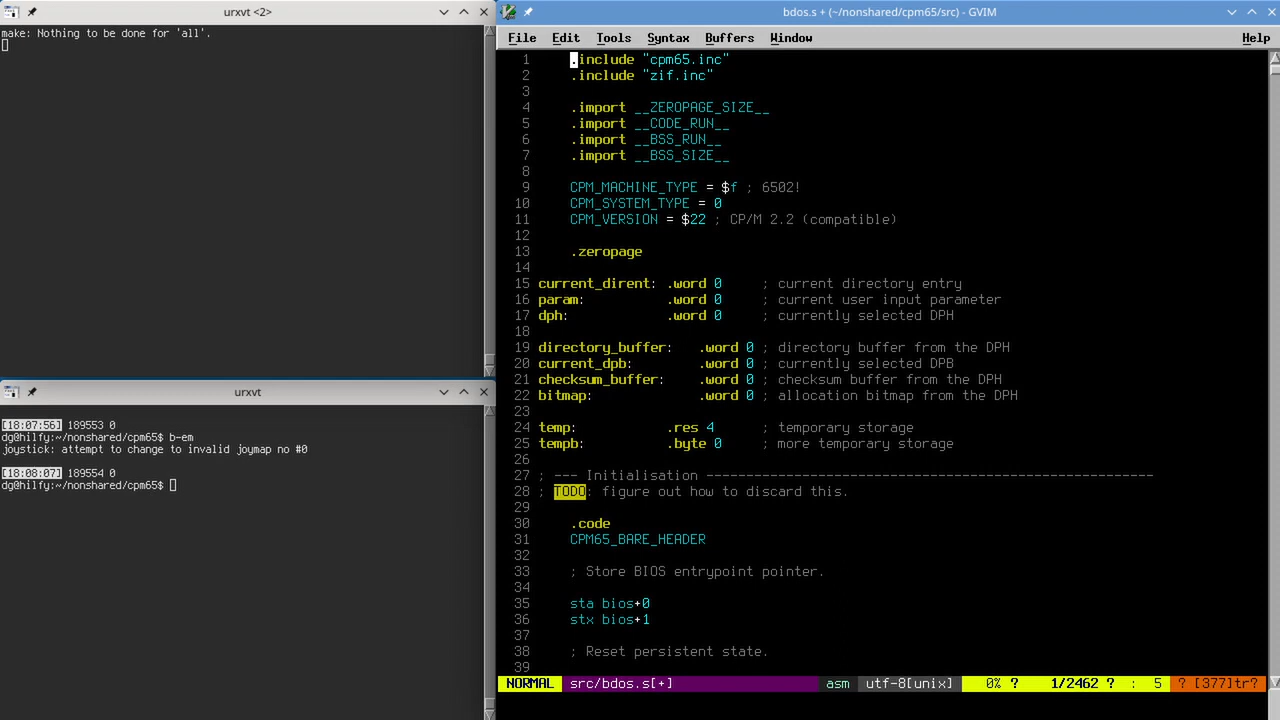 urxvt <2>
make: Nothing to be done for 'all'.
urxvt
[18:07:56] 189553 0
dg@hilfy:~/nonshared/cpm65$ b-em
joystick: attempt to change to invalid joymap no #0
[18:08:07] 189554 0
dg@hilfy:~/nonshared/cpm65$
bdos.s + (~/nonshared/cpm65/src) - GVIM
File Edit Tools Syntax Buffers Window Help
1 .include "cpm65.inc"
2 .include "zif.inc"
3
4 .import __ZEROPAGE_SIZE__
5 .import __CODE_RUN__
6 .import __BSS_RUN__
7 .import __BSS_SIZE__
8
9 CPM_MACHINE_TYPE = $f ; 6502!
10 CPM_SYSTEM_TYPE = 0
11 CPM_VERSION = $22 ; CP/M 2.2 (compatible)
12
13 .zeropage
14
15 current_dirent: .word 0 ; current directory entry
16 param: .word 0 ; current user input parameter
17 dph: .word 0 ; currently selected DPH
18
19 directory_buffer: .word 0 ; directory buffer from the DPH
20 current_dpb: .word 0 ; currently selected DPB
21 checksum_buffer: .word 0 ; checksum buffer from the DPH
22 bitmap: .word 0 ; allocation bitmap from the DPH
23
24 temp: .res 4 ; temporary storage
25 tempb: .byte 0 ; more temporary storage
26
27 ; --- Initialisation --------------------------------------------------------
28 ; TODO: figure out how to discard this.
29
30 .code
31 CPM65_BARE_HEADER
32
33 ; Store BIOS entrypoint pointer.
34
35 sta bios+0
36 stx bios+1
37
38 ; Reset persistent state.
39
NORMAL src/bdos.s[+] asm utf-8[unix] 0% ? 1/2462 ? : 5 ? [377]tr?